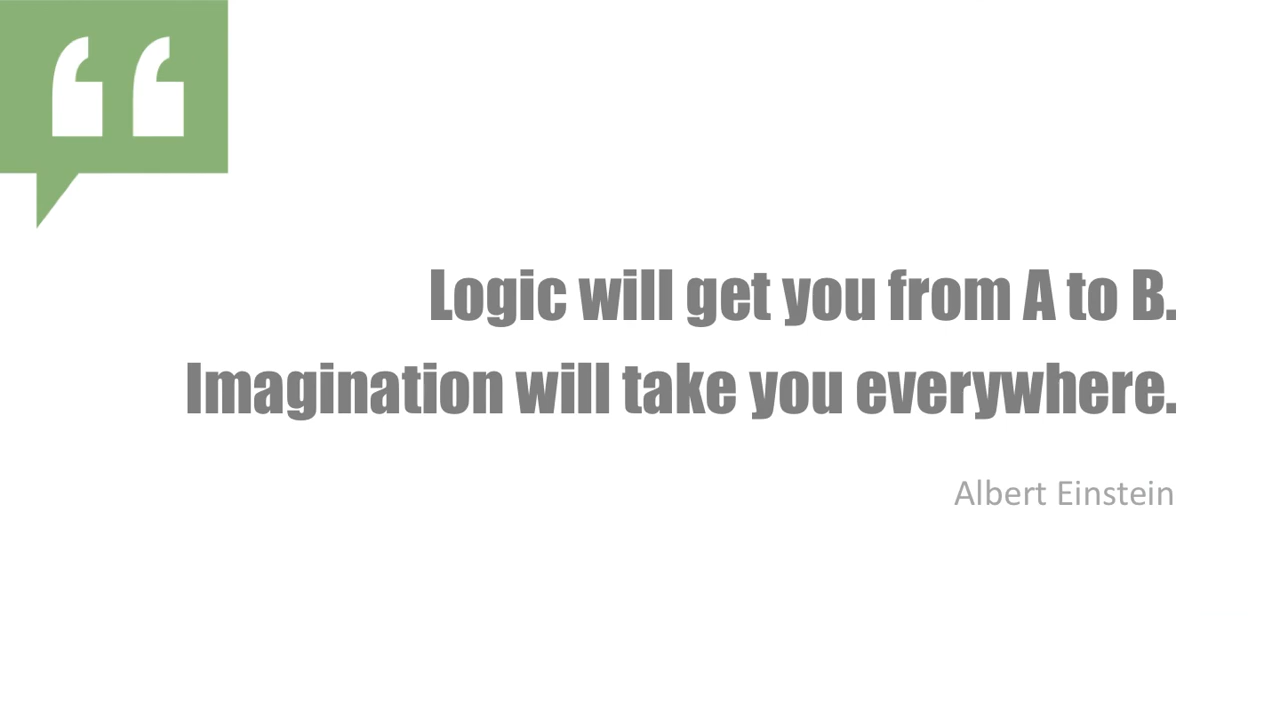 Logic will get you from A to B.
Imagination will take you everywhere.
Albert Einstein